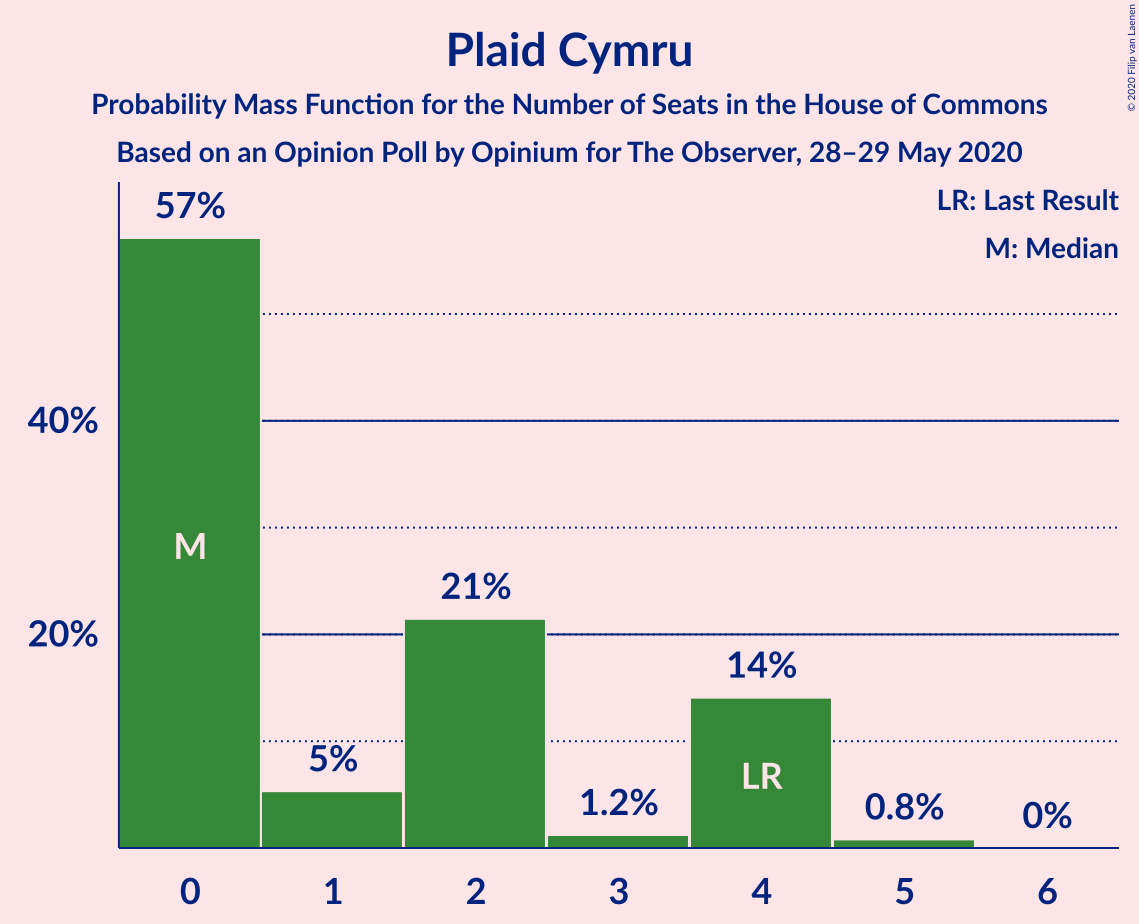 Plaid Cymru
Probability Mass Function for the Number of Seats in the House of Commons
Based on an Opinion Poll by Opinium for The Observer, 28–29 May 2020
© 2020 Filip van Laenen
LR: Last Result
M: Median
57%
40%
M
21%
20%
14%
5%
LR
1.2%
0.8%
0%
0 1 2 3 4 5 6